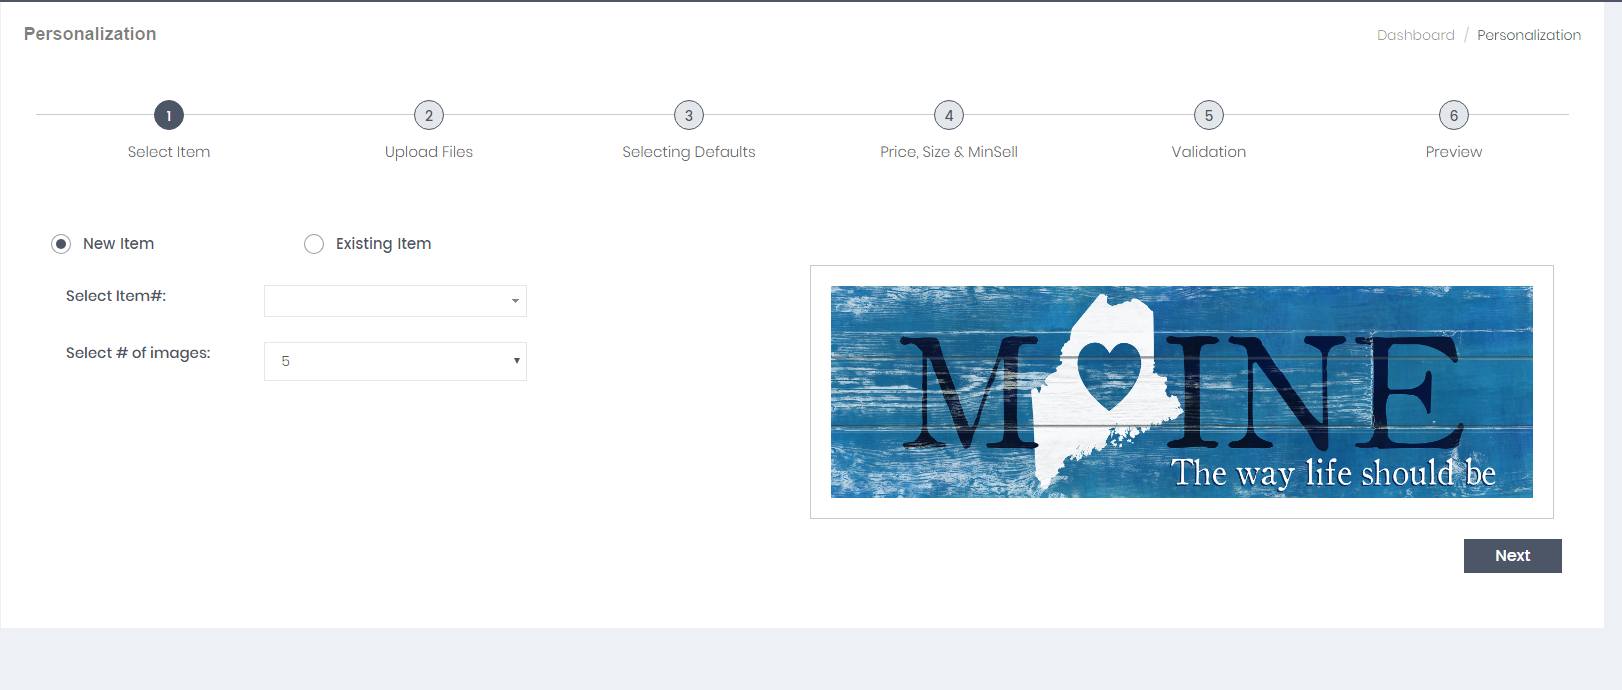 Personalization
Dashboard / Personalization
1 2 3 4 5 6
Select Item Upload Files Selecting Defaults Price, Size & MinSell Validation Preview
New Item Existing Item
Select Item#:
Select # of images: 5
M INE
The way life should be
Next